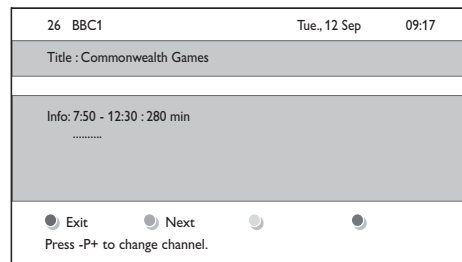 26 BBC1 Tue., 12 Sep 09:17
Title : Commonwealth Games
Info: 7:50 - 12:30 : 280 min
..........
Exit Next
Press -P+ to change channel.